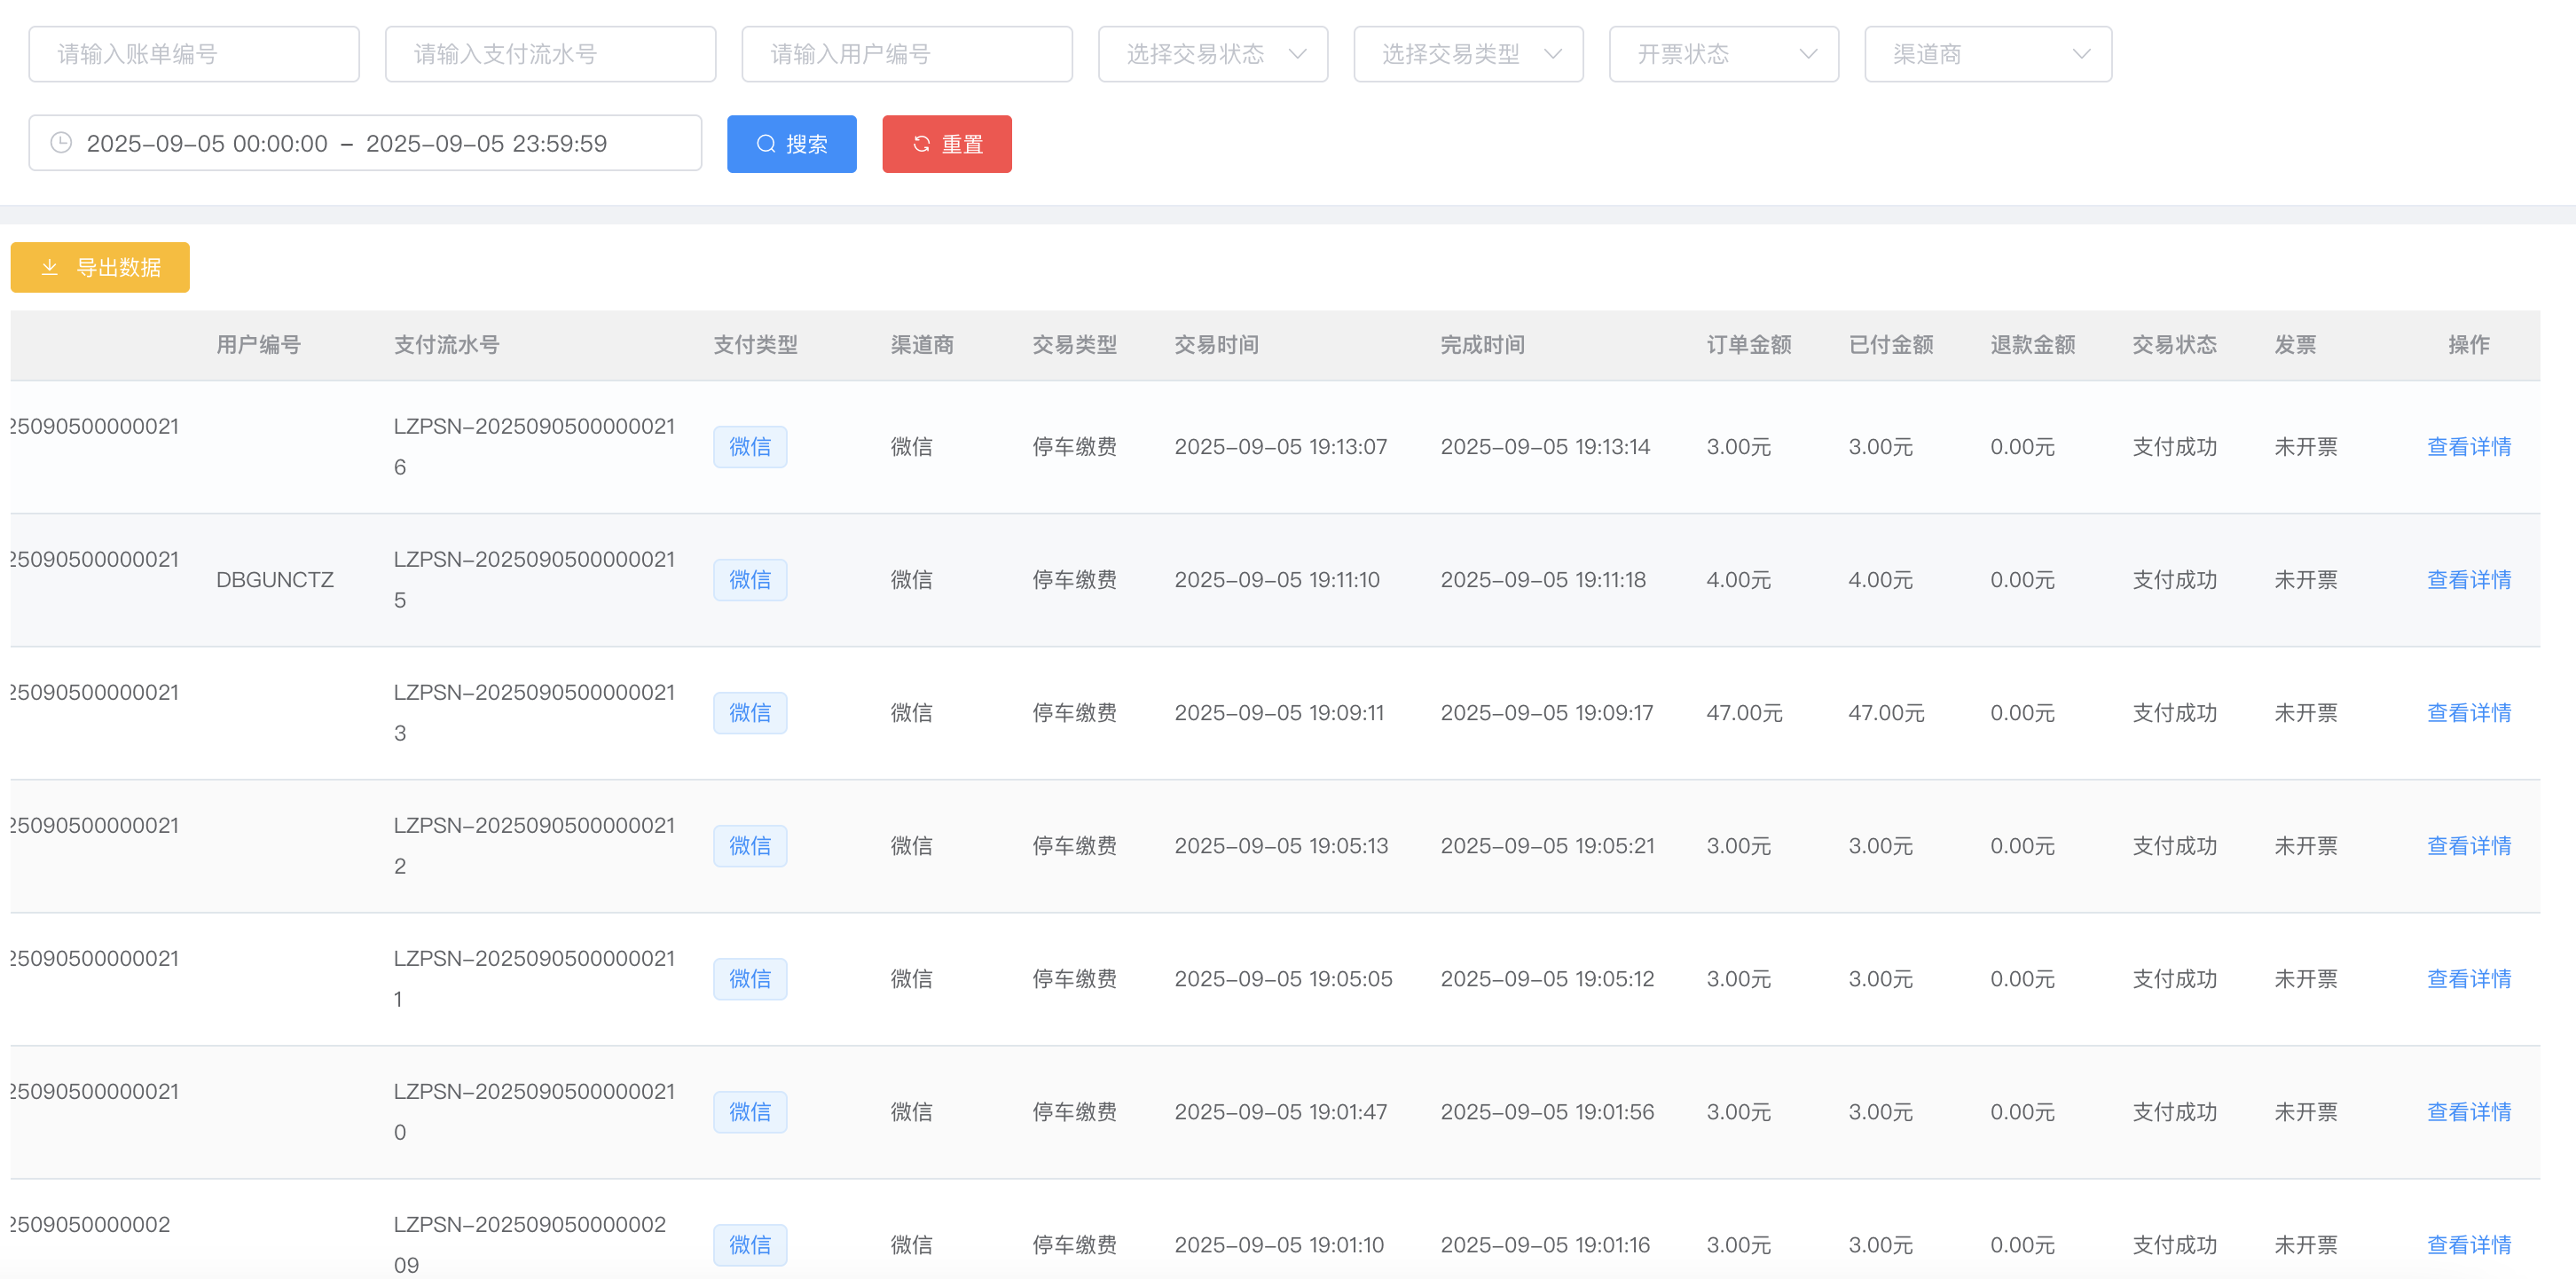 请输入账单编号 请输入支付流水号 请输入用户编号 选择交易状态 选择交易类型 开票状态 渠道商
2025-09-05 00:00:00 - 2025-09-05 23:59:59 搜索 重置
导出数据
用户编号 支付流水号 支付类型 渠道商 交易类型 交易时间 完成时间 订单金额 已付金额 退款金额 交易状态 发票 操作
25090500000021 LZPSN-2025090500000021
6 微信 微信 停车缴费 2025-09-05 19:13:07 2025-09-05 19:13:14 3.00元 3.00元 0.00元 支付成功 未开票 查看详情
25090500000021 LZPSN-2025090500000021
5 DBGUNCTZ 微信 微信 停车缴费 2025-09-05 19:11:10 2025-09-05 19:11:18 4.00元 4.00元 0.00元 支付成功 未开票 查看详情
25090500000021 LZPSN-2025090500000021
3 微信 微信 停车缴费 2025-09-05 19:09:11 2025-09-05 19:09:17 47.00元 47.00元 0.00元 支付成功 未开票 查看详情
25090500000021 LZPSN-2025090500000021
2 微信 微信 停车缴费 2025-09-05 19:05:13 2025-09-05 19:05:21 3.00元 3.00元 0.00元 支付成功 未开票 查看详情
25090500000021 LZPSN-2025090500000021
1 微信 微信 停车缴费 2025-09-05 19:05:05 2025-09-05 19:05:12 3.00元 3.00元 0.00元 支付成功 未开票 查看详情
25090500000021 LZPSN-2025090500000021
0 微信 微信 停车缴费 2025-09-05 19:01:47 2025-09-05 19:01:56 3.00元 3.00元 0.00元 支付成功 未开票 查看详情
2509050000002 LZPSN-202509050000002
09 微信 微信 停车缴费 2025-09-05 19:01:10 2025-09-05 19:01:16 3.00元 3.00元 0.00元 支付成功 未开票 查看详情